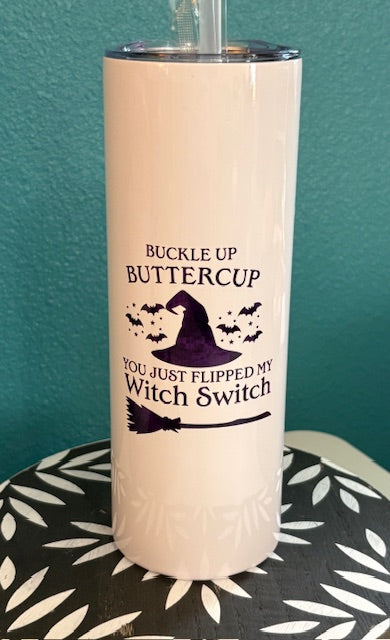 BUCKLE UP
BUTTERCUP
YOU JUST FLIPPED MY
Witch Switch